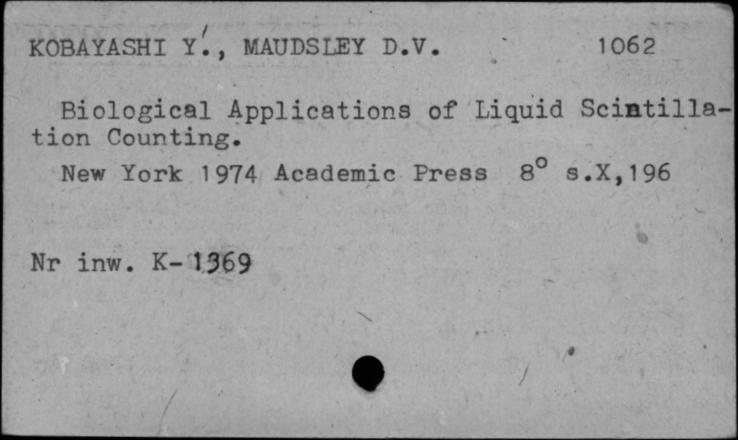 KOBAYASHI Y., MAUDSLEY D.V. 1062
Biological Applications of Liquid Scintilla-
tion Counting.
New York 1974 Academic Press 8° s.X,196
Nr inw. K-1369